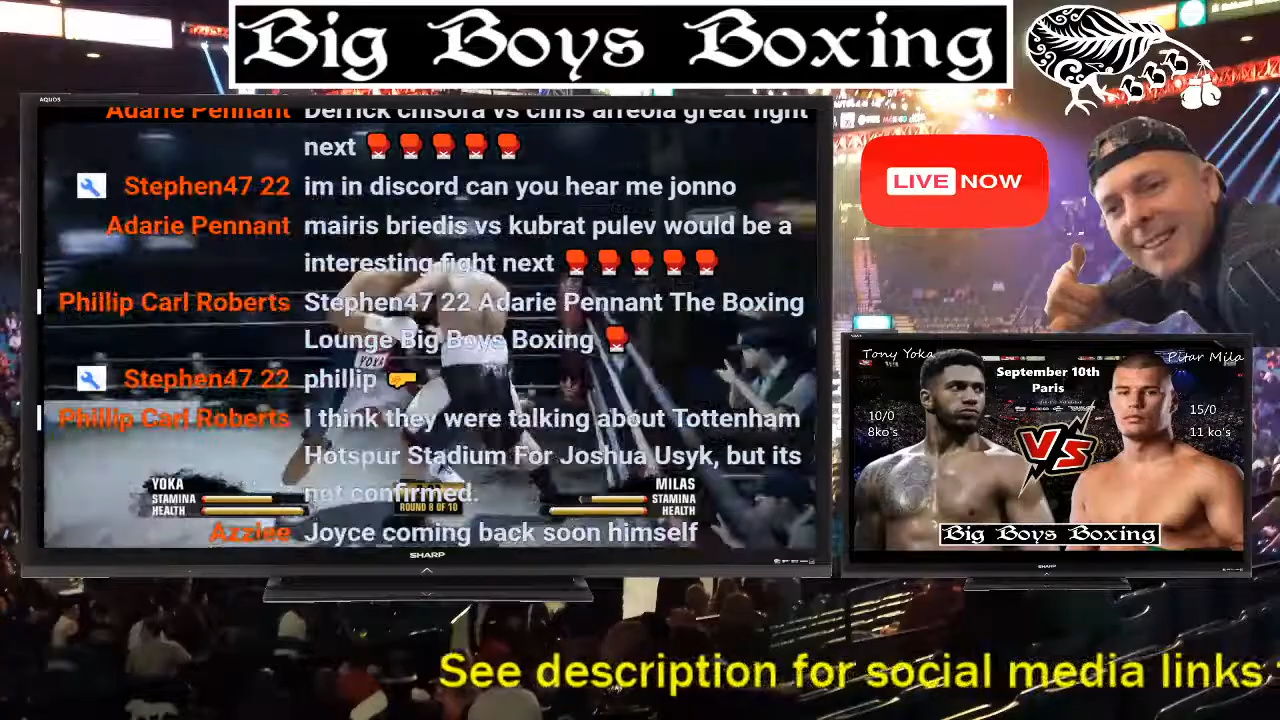 Big Boys Boxing
BBB
AQUOS
Adarie Pennant Derrick chisora vs chris arreola great fight
next
Stephen47 22 im in discord can you hear me jonno
Adarie Pennant mairis briedis vs kubrat pulev would be a
interesting fight next
Phillip Carl Roberts Stephen47 22 Adarie Pennant The Boxing
Lounge Big Boys Boxing
YOKA
Stephen47 22 phillip
Phillip Carl Roberts I think they were talking about Tottenham
Hotspur Stadium For Joshua Usyk, but its
not confirmed.
Azzlee Joyce coming back soon himself
YOKA
STAMINA
HEALTH
ROUND 8 OF 10
MILAS
STAMINA
HEALTH
SHARP
LIVE NOW
Tony Yoka
Pitar Mila
September 10th
Paris
10/0
8ko's
VS
15/0
11 ko's
Big Boys Boxing
SHARP
See description for social media links